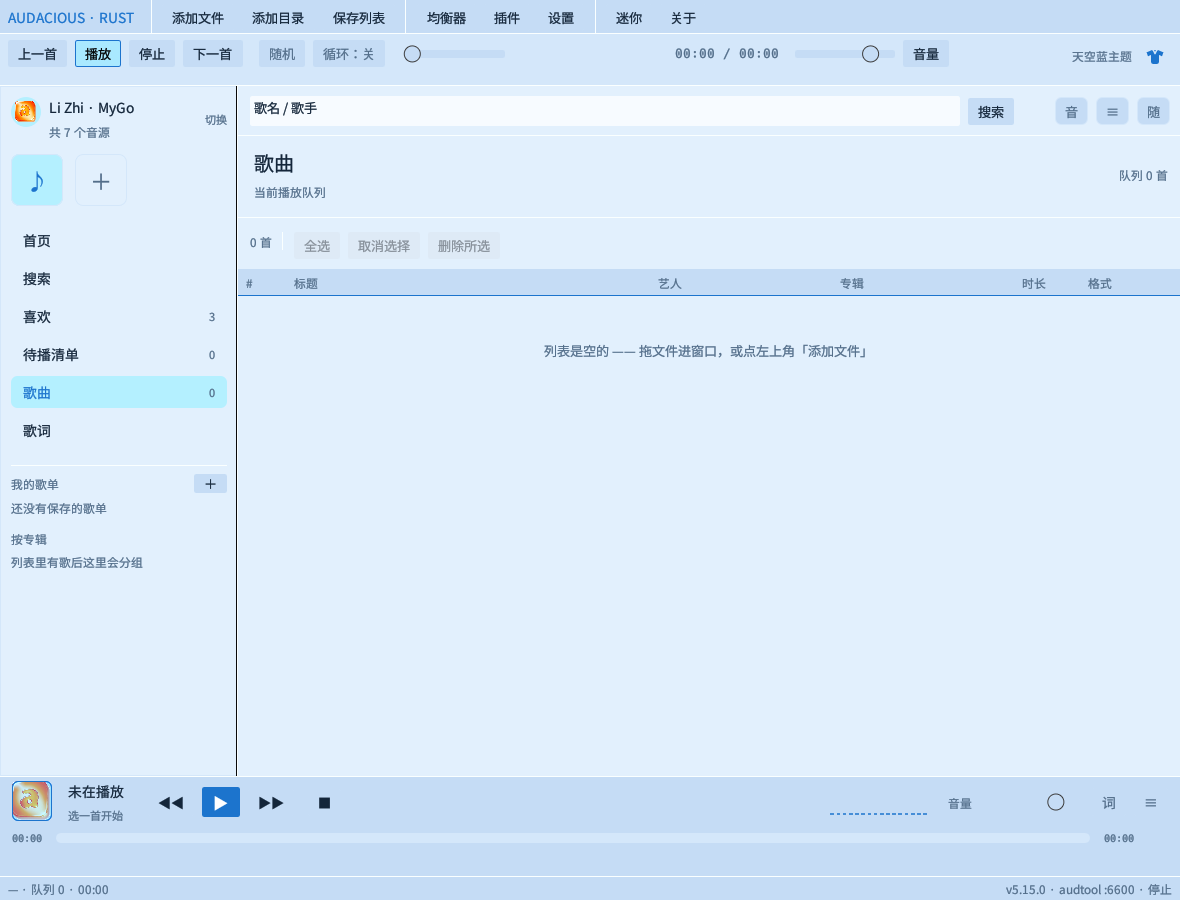 AUDACIOUS · RUST 添加文件 添加目录 保存列表 均衡器 插件 设置 迷你 关于
上一首 播放 停止 下一首 随机 循环：关 00:00 / 00:00 音量 天空蓝主题
Li Zhi · MyGo
共 7 个音源
切换
♪
+
首页
搜索
喜欢 3
待播清单 0
歌曲 0
歌词
我的歌单 +
还没有保存的歌单
按专辑
列表里有歌后这里会分组
歌名 / 歌手 搜索 音 ≡ 随
歌曲
当前播放队列
队列 0 首
0 首 全选 取消选择 删除所选
# 标题 艺人 专辑 时长 格式
列表是空的 —— 拖文件进窗口，或点左上角「添加文件」
未在播放
选一首开始
音量 词 ≡
00:00 00:00
— · 队列 0 · 00:00 v5.15.0 · audtool :6600 · 停止